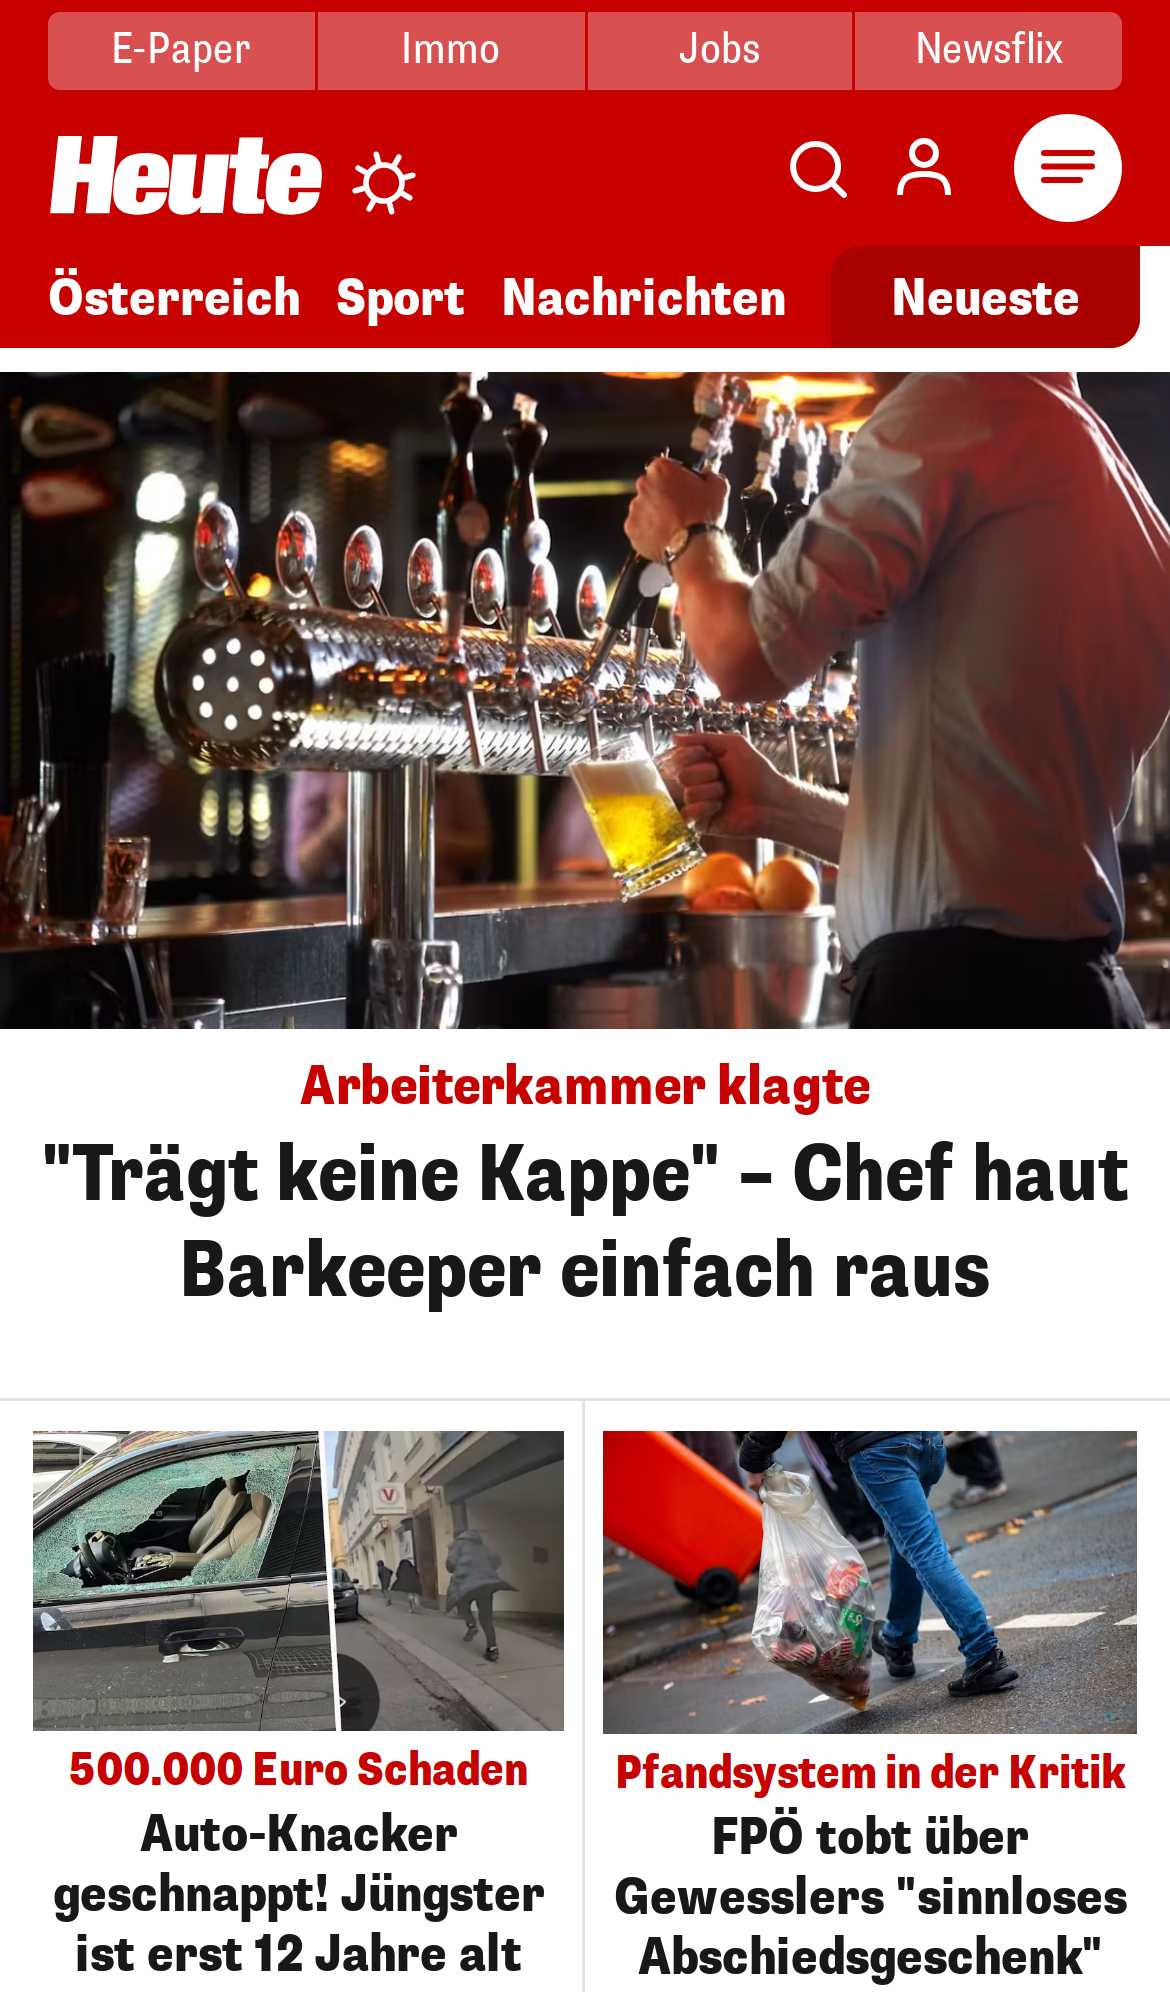 E-Paper
Immo
Jobs
Newsflix
Heute
Österreich
Sport
Nachrichten
Neueste
Arbeiterkammer klagte
"Trägt keine Kappe" – Chef haut
Barkeeper einfach raus
500.000 Euro Schaden
Auto-Knacker
geschnappt! Jüngster
ist erst 12 Jahre alt
Pfandsystem in der Kritik
FPÖ tobt über
Gewesslers "sinnloses
Abschiedsgeschenk"